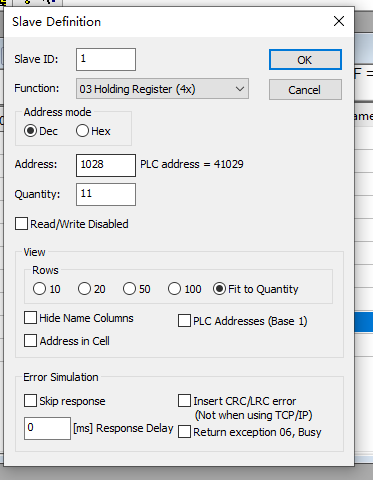 Slave Definition
Slave ID: 1 OK
Function: 03 Holding Register (4x) Cancel
Address mode
Dec Hex
Address: 1028 PLC address = 41029
Quantity: 11
Read/Write Disabled
View
Rows
10 20 50 100 Fit to Quantity
Hide Name Columns PLC Addresses (Base 1)
Address in Cell
Error Simulation
Skip response Insert CRC/LRC error
(Not when using TCP/IP)
0 [ms] Response Delay Return exception 06, Busy
F =
ame